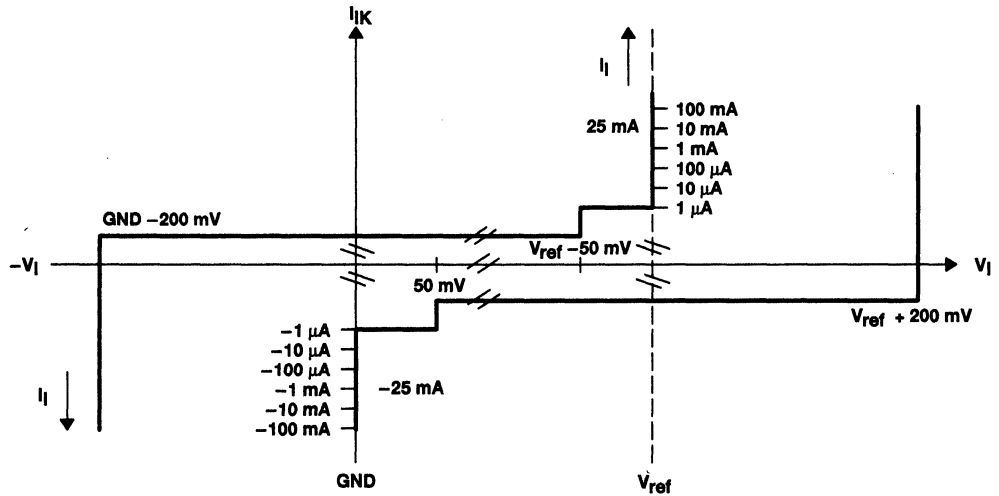 I_IK
I_I
100 mA
25 mA
10 mA
1 mA
100 μA
10 μA
1 μA
GND −200 mV
V_ref −50 mV
−V_I
V_I
50 mV
V_ref + 200 mV
−1 μA
−10 μA
−100 μA
−1 mA
−25 mA
I_I
−10 mA
−100 mA
GND
V_ref